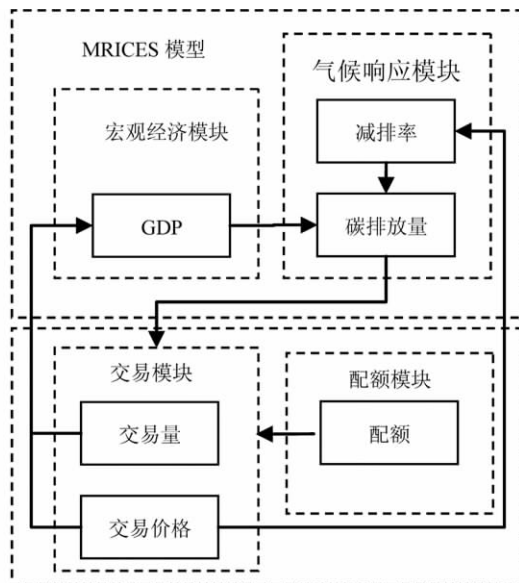 MRICES 模型
气候响应模块
宏观经济模块
减排率
GDP
碳排放量
交易模块
配额模块
交易量
配额
交易价格